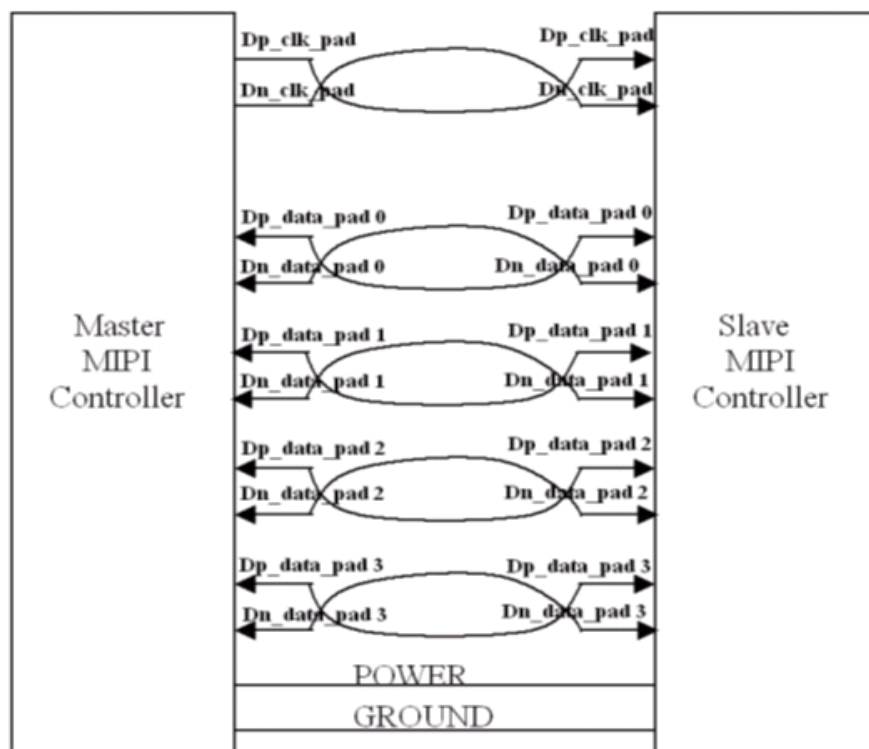 Dp_clk_pad Dp_clk_pad
Dn_clk_pad Dn_clk_pad
Dp_data_pad 0 Dp_data_pad 0
Dn_data_pad 0 Dn_data_pad 0
Master
MIPI
Controller
Dp_data_pad 1 Dp_data_pad 1
Dn_data_pad 1 Dn_data_pad 1
Slave
MIPI
Controller
Dp_data_pad 2 Dp_data_pad 2
Dn_data_pad 2 Dn_data_pad 2
Dp_data_pad 3 Dp_data_pad 3
Dn_data_pad 3 Dn_data_pad 3
POWER
GROUND